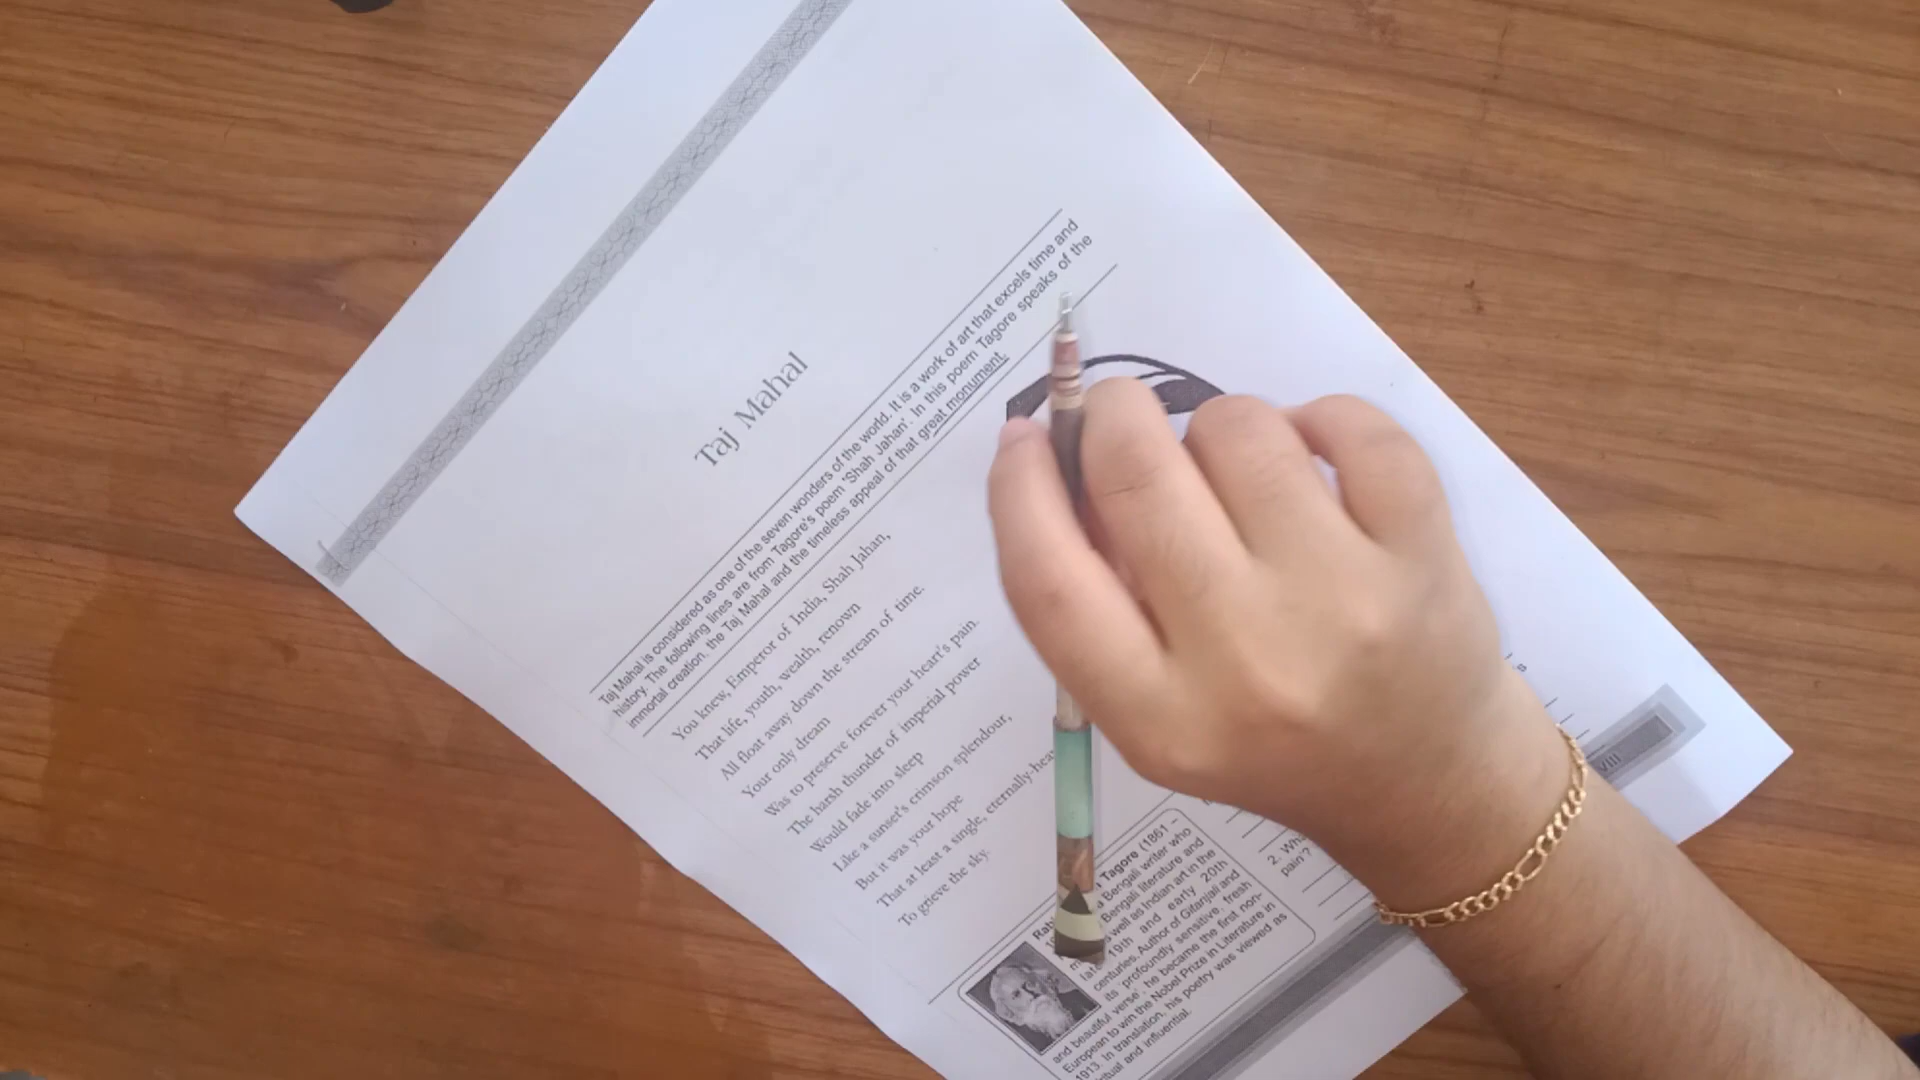 Taj Mahal
Taj Mahal is considered as one of the seven wonders of the world. It is a work of art that excels time and
history. The following lines are from Tagore's poem 'Shah Jahan'. In this poem Tagore speaks of the
immortal creation, the Taj Mahal and the timeless appeal of that great monument.
You knew, Emperor of India, Shah Jahan,
That life, youth, wealth, renown
All float away down the stream of time.
Your only dream
Was to preserve forever your heart's pain.
The harsh thunder of imperial power
Would fade into sleep
Like a sunset's crimson splendour,
But it was your hope
That at least a single, eternally-hea
To grieve the sky.
Tagore (1861 –
Bengali writer who
Bengali literature and
well as Indian art in the
19th and early 20th
centuries. Author of Gitanjali and
its 'profoundly sensitive, fresh
and beautiful verse', he became the first non-
European to win the Nobel Prize in Literature in
1913. In translation, his poetry was viewed as
and influential.
2.
pain'?
VIII